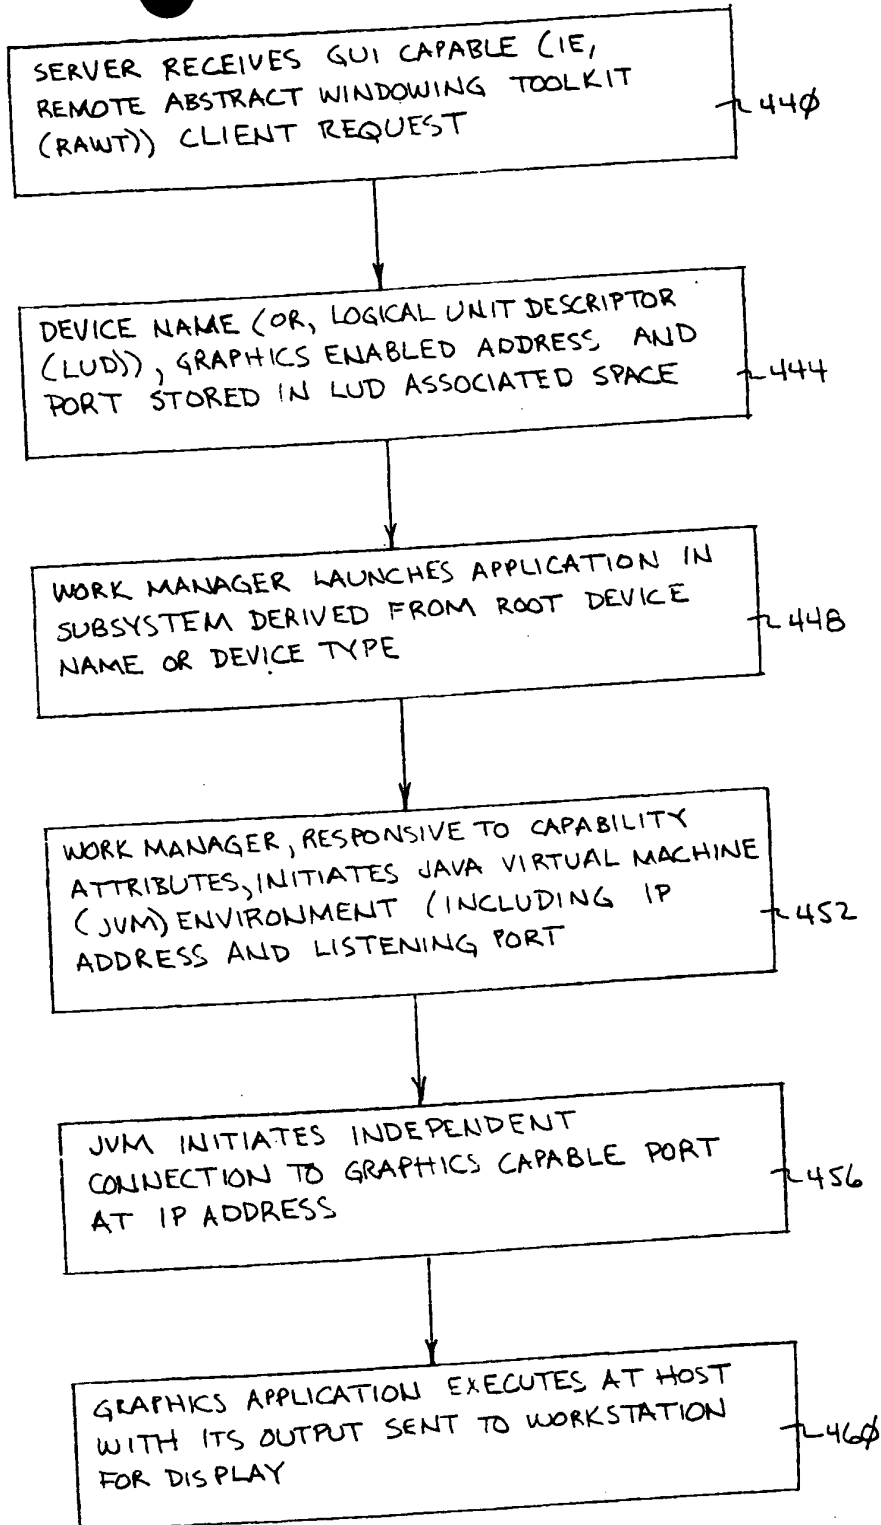 SERVER RECEIVES GUI CAPABLE (IE,
REMOTE ABSTRACT WINDOWING TOOLKIT
(RAWT)) CLIENT REQUEST
440
DEVICE NAME (OR, LOGICAL UNIT DESCRIPTOR
(LUD)), GRAPHICS ENABLED ADDRESS AND
PORT STORED IN LUD ASSOCIATED SPACE
444
WORK MANAGER LAUNCHES APPLICATION IN
SUBSYSTEM DERIVED FROM ROOT DEVICE
NAME OR DEVICE TYPE
448
WORK MANAGER, RESPONSIVE TO CAPABILITY
ATTRIBUTES, INITIATES JAVA VIRTUAL MACHINE
(JVM) ENVIRONMENT (INCLUDING IP
ADDRESS AND LISTENING PORT
452
JVM INITIATES INDEPENDENT
CONNECTION TO GRAPHICS CAPABLE PORT
AT IP ADDRESS
456
GRAPHICS APPLICATION EXECUTES AT HOST
WITH ITS OUTPUT SENT TO WORKSTATION
FOR DISPLAY
460